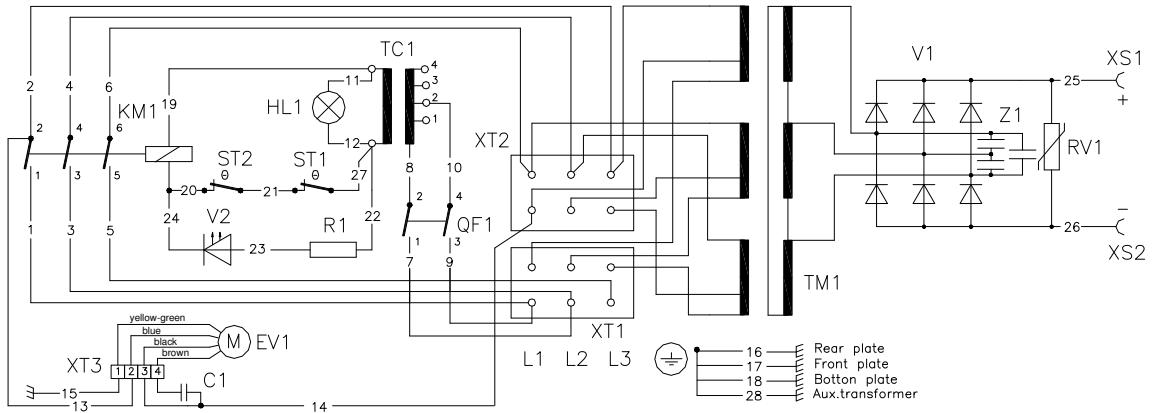 TC1
4
3
2
1
11
12
HL1
2
4
6
19
KM1
2
4
6
1
3
5
ST2
ST1
θ
θ
20
21
27
24
V2
R1
22
23
8
10
2
4
QF1
1
3
7
9
1
3
5
XT2
XT1
L1 L2 L3
TM1
V1
Z1
RV1
25
XS1
+
26
−
XS2
yellow-green
blue
black
brown
M
EV1
XT3
1 2 3 4
C1
15
13
14
16 Rear plate
17 Front plate
18 Botton plate
28 Aux.transformer